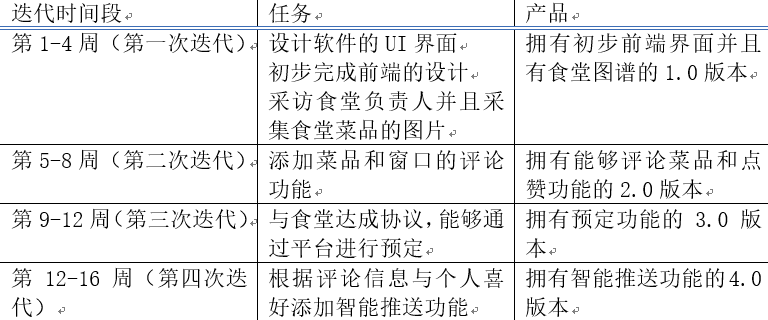 迭代时间段 任务 产品
第 1-4 周（第一次迭代） 设计软件的 UI 界面 拥有初步前端界面并且
初步完成前端的设计 有食堂图谱的 1.0 版本
采访食堂负责人并且采
集食堂菜品的图片
第 5-8 周（第二次迭代） 添加菜品和窗口的评论 拥有能够评论菜品和点
功能 赞功能的 2.0 版本
第 9-12 周（第三次迭代） 与食堂达成协议，能够通 拥有预定功能的 3.0 版
过平台进行预定 本
第 12-16 周（第四次迭 根据评论信息与个人喜 拥有智能推送功能的 4.0
代） 好添加智能推送功能 版本